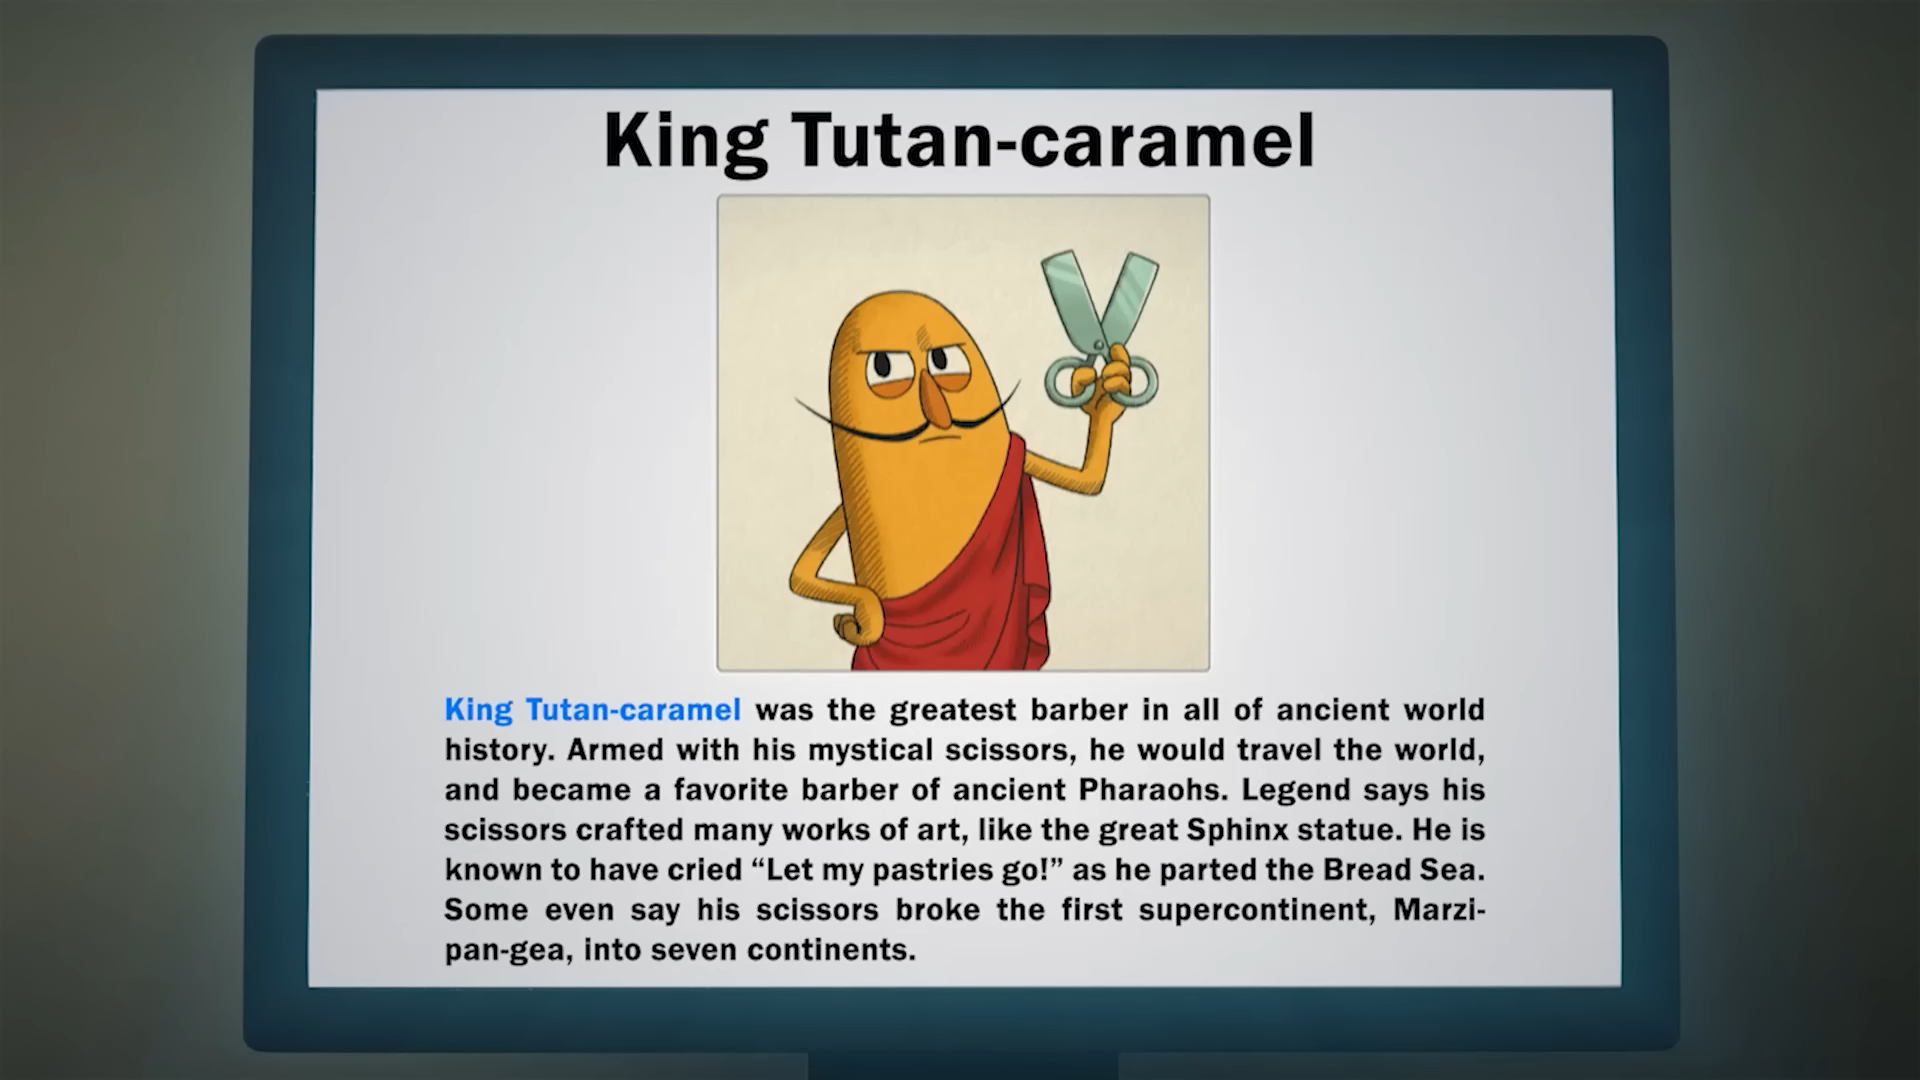 King Tutan-caramel
King Tutan-caramel was the greatest barber in all of ancient world
history. Armed with his mystical scissors, he would travel the world,
and became a favorite barber of ancient Pharaohs. Legend says his
scissors crafted many works of art, like the great Sphinx statue. He is
known to have cried “Let my pastries go!” as he parted the Bread Sea.
Some even say his scissors broke the first supercontinent, Marzi-
pan-gea, into seven continents.